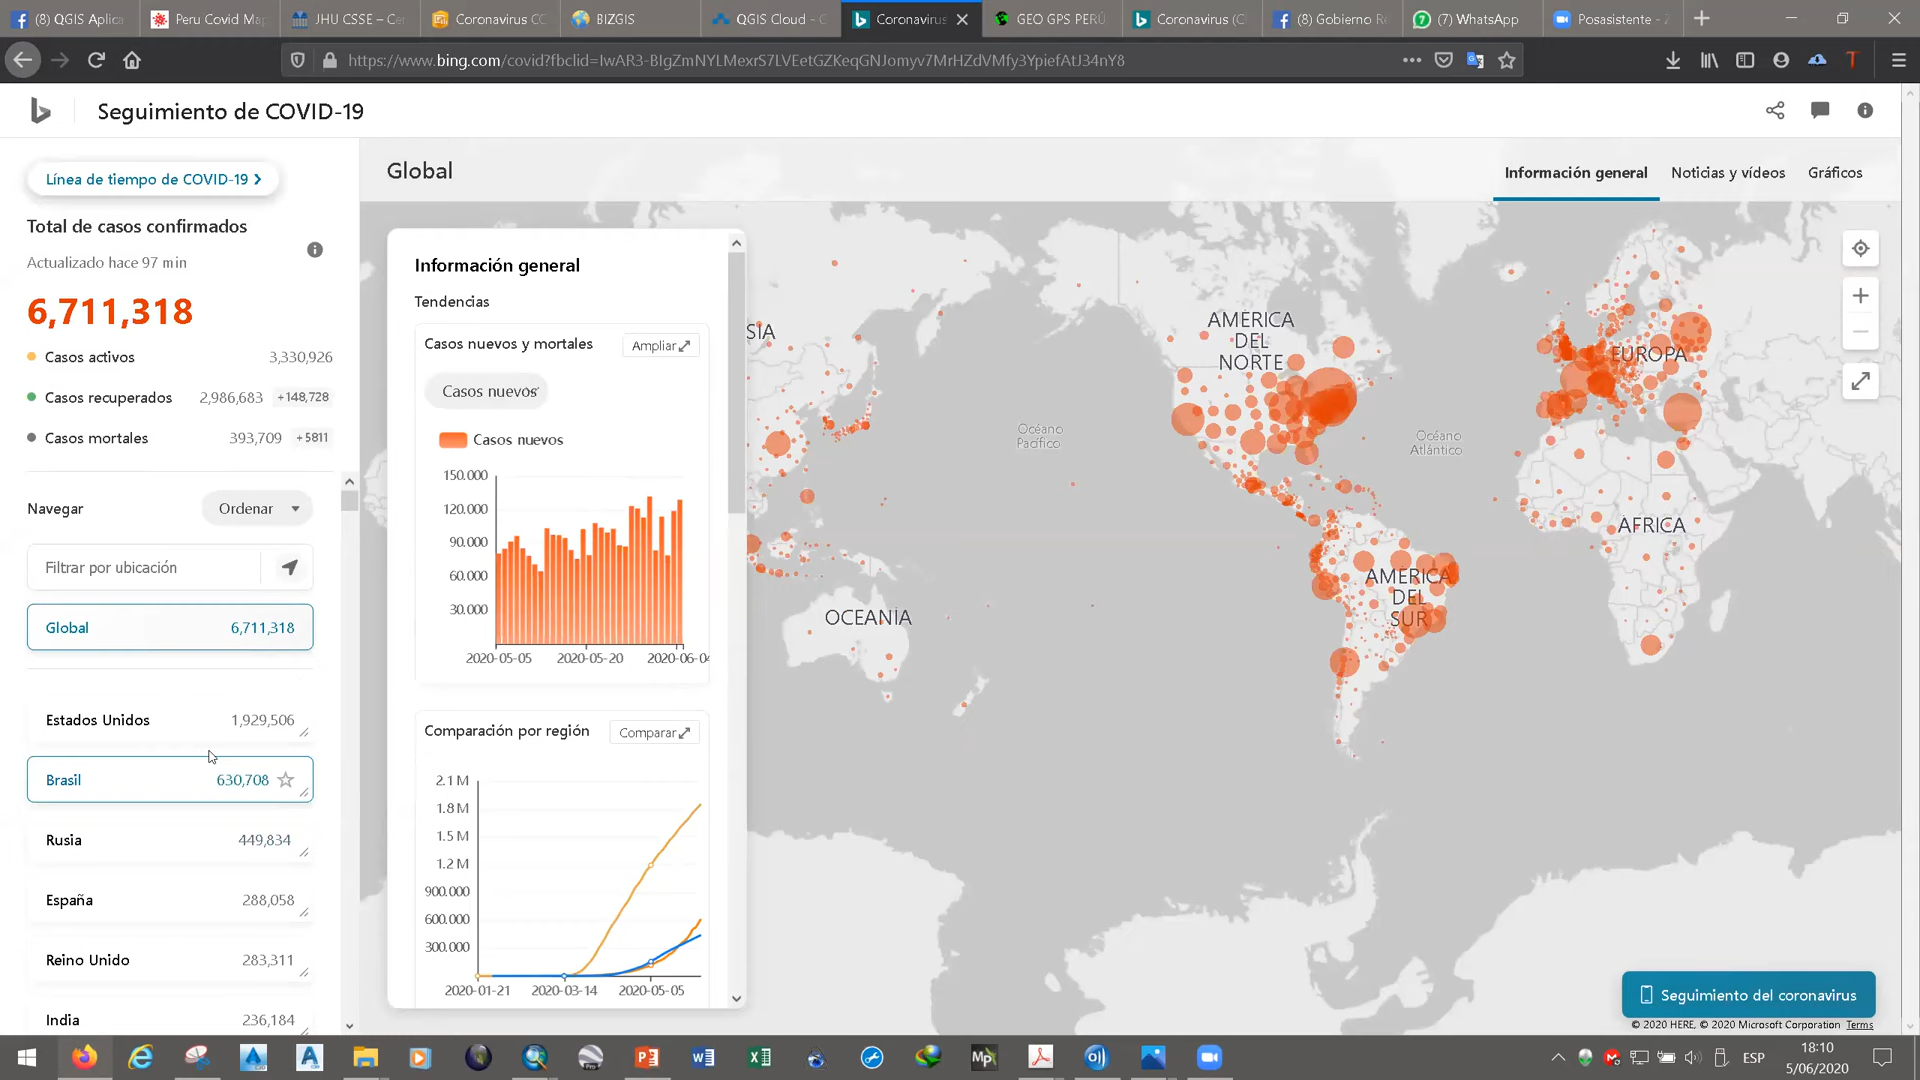 (8) QGIS Aplica
Peru Covid Ma
JHU CSSE – Ce
Coronavirus CO
BIZGIS
QGIS Cloud - C
Coronavirus
GEO GPS PERÚ
Coronavirus (C
(8) Gobierno Re
(7) WhatsApp
Posasistente - Z
https://www.bing.com/covid?fbclid=IwAR3-BIgZmNYLMexrS7LVEetGZKeqGNJomyv7MrHZdVMfy3YpiefAtJ34nY8
Seguimiento de COVID-19
Línea de tiempo de COVID-19
Total de casos confirmados
Actualizado hace 97 min
6,711,318
Casos activos 3,330,926
Casos recuperados 2,986,683 +148,728
Casos mortales 393,709 +5811
Navegar
Ordenar
Filtrar por ubicación
Global 6,711,318
Estados Unidos 1,929,506
Brasil 630,708
Rusia 449,834
España 288,058
Reino Unido 283,311
India 236,184
Global
Información general
Noticias y vídeos
Gráficos
Información general
Tendencias
Casos nuevos y mortales
Ampliar
Casos nuevos
Casos nuevos
150.000
120.000
90.000
60.000
30.000
2020-05-05 2020-05-20 2020-06-04
Comparación por región
Comparar
2.1 M
1.8 M
1.5 M
1.2 M
900.000
600.000
300.000
2020-01-21 2020-03-14 2020-05-05
SIA
AMÉRICA
DEL
NORTE
EUROPA
Océano
Pacífico
Océano
Atlántico
ÁFRICA
AMÉRICA
DEL
SUR
OCEANÍA
Seguimiento del coronavirus
© 2020 HERE, © 2020 Microsoft Corporation Terms
ESP
18:10
5/06/2020